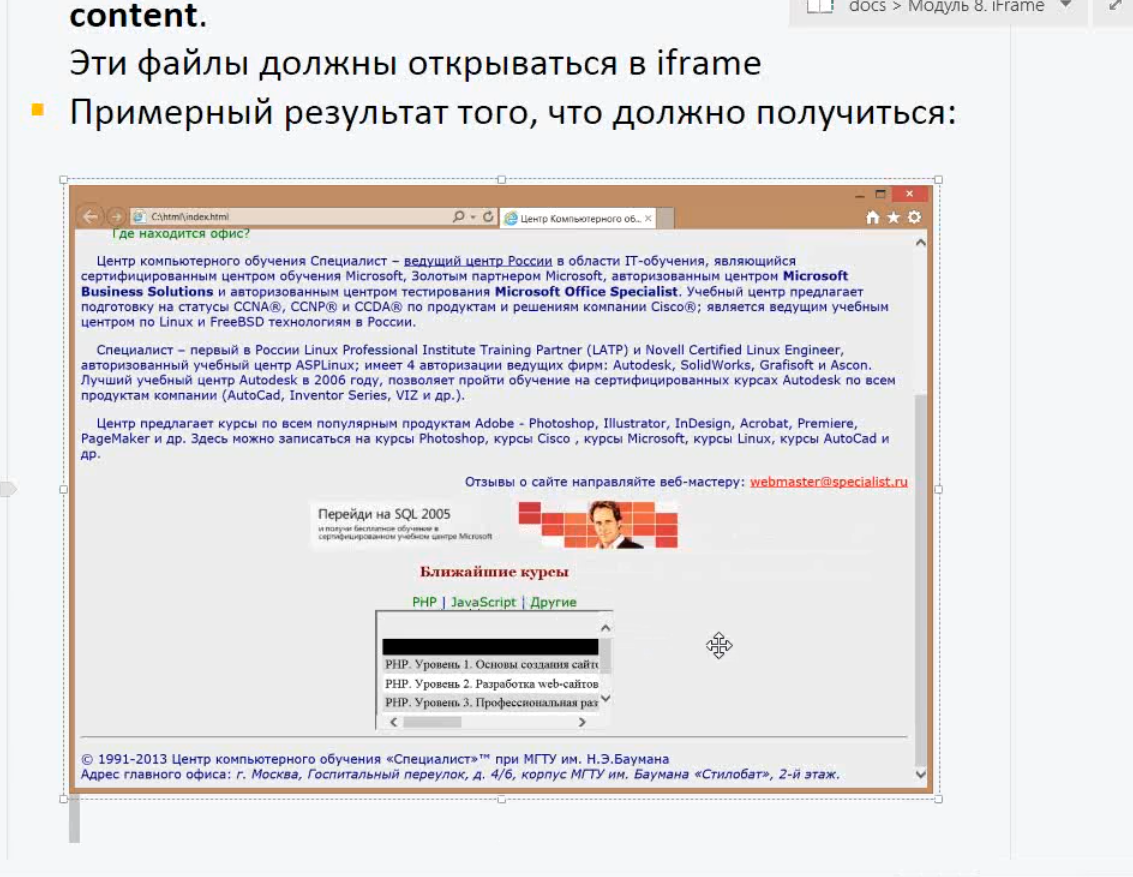 docs > Модуль 8. iFrame
content.
Эти файлы должны открываться в iframe
Примерный результат того, что должно получиться:
C:\html\index.html
Центр Компьютерного об...
Где находится офис?
Центр компьютерного обучения Специалист – ведущий центр России в области IT-обучения, являющийся
сертифицированным центром обучения Microsoft, Золотым партнером Microsoft, авторизованным центром Microsoft
Business Solutions и авторизованным центром тестирования Microsoft Office Specialist. Учебный центр предлагает
подготовку на статусы CCNA®, CCNP® и CCDA® по продуктам и решениям компании Cisco®; является ведущим учебным
центром по Linux и FreeBSD технологиям в России.
Специалист – первый в России Linux Professional Institute Training Partner (LATP) и Novell Certified Linux Engineer,
авторизованный учебный центр ASPLinux; имеет 4 авторизации ведущих фирм: Autodesk, SolidWorks, Grafisoft и Ascon.
Лучший учебный центр Autodesk в 2006 году, позволяет пройти обучение на сертифицированных курсах Autodesk по всем
продуктам компании (AutoCad, Inventor Series, VIZ и др.).
Центр предлагает курсы по всем популярным продуктам Adobe - Photoshop, Illustrator, InDesign, Acrobat, Premiere,
PageMaker и др. Здесь можно записаться на курсы Photoshop, курсы Cisco , курсы Microsoft, курсы Linux, курсы AutoCad и
др.
Отзывы о сайте направляйте веб-мастеру: webmaster@specialist.ru
Перейди на SQL 2005
и получи бесплатное обучение в
сертифицированном учебном центре Microsoft
Ближайшие курсы
PHP | JavaScript | Другие
PHP. Уровень 1. Основы создания сайто
PHP. Уровень 2. Разработка web-сайтов
PHP. Уровень 3. Профессиональная раз
© 1991-2013 Центр компьютерного обучения «Специалист»™ при МГТУ им. Н.Э.Баумана
Адрес главного офиса: г. Москва, Госпитальный переулок, д. 4/6, корпус МГТУ им. Баумана «Стилобат», 2-й этаж.